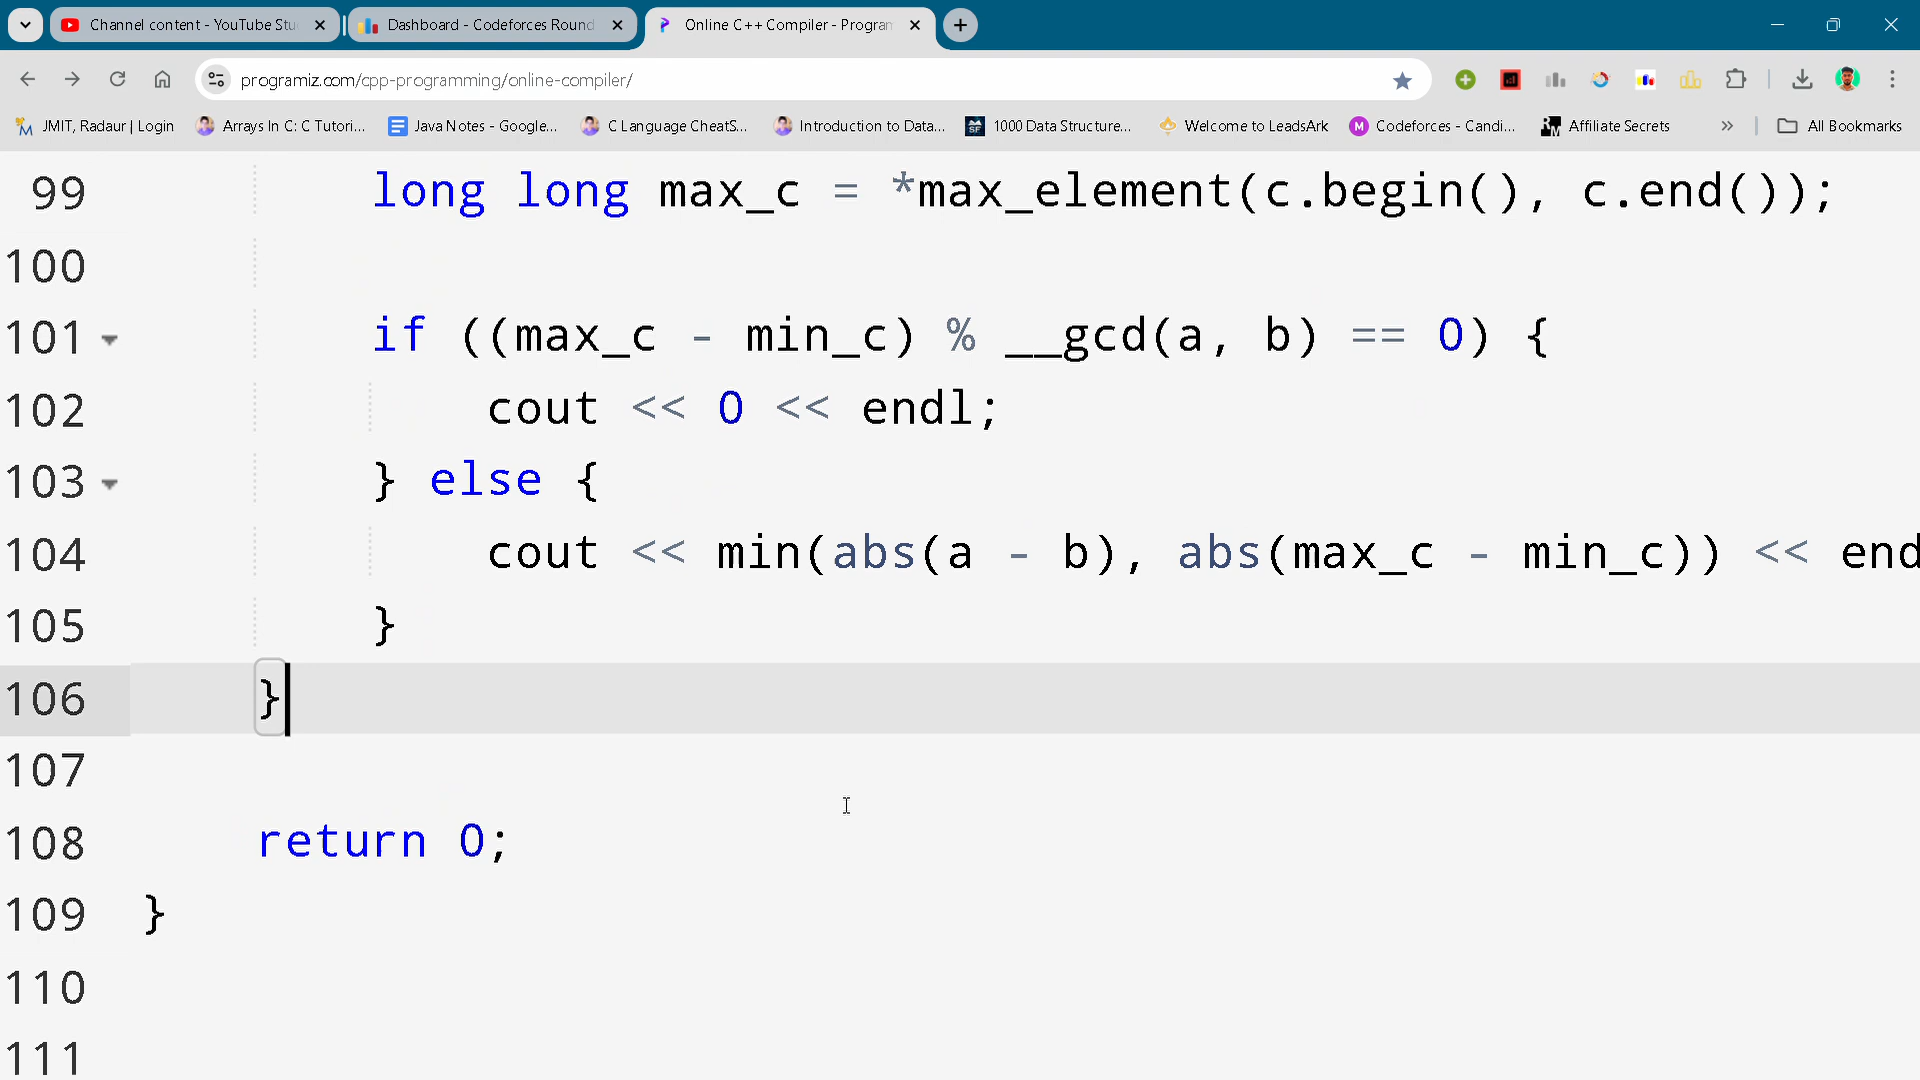 Channel content - YouTube Stu
Dashboard - Codeforces Round
Online C++ Compiler - Program
programiz.com/cpp-programming/online-compiler/
JMIT, Radaur | Login
Arrays In C: C Tutori...
Java Notes - Google...
C Language CheatS...
Introduction to Data...
1000 Data Structure...
Welcome to LeadsArk
Codeforces - Candi...
Affiliate Secrets
»
All Bookmarks
99 long long max_c = *max_element(c.begin(), c.end());
100
101 if ((max_c - min_c) % __gcd(a, b) == 0) {
102 cout << 0 << endl;
103 } else {
104 cout << min(abs(a - b), abs(max_c - min_c)) << end
105 }
106 }
107
108 return 0;
109 }
110
111